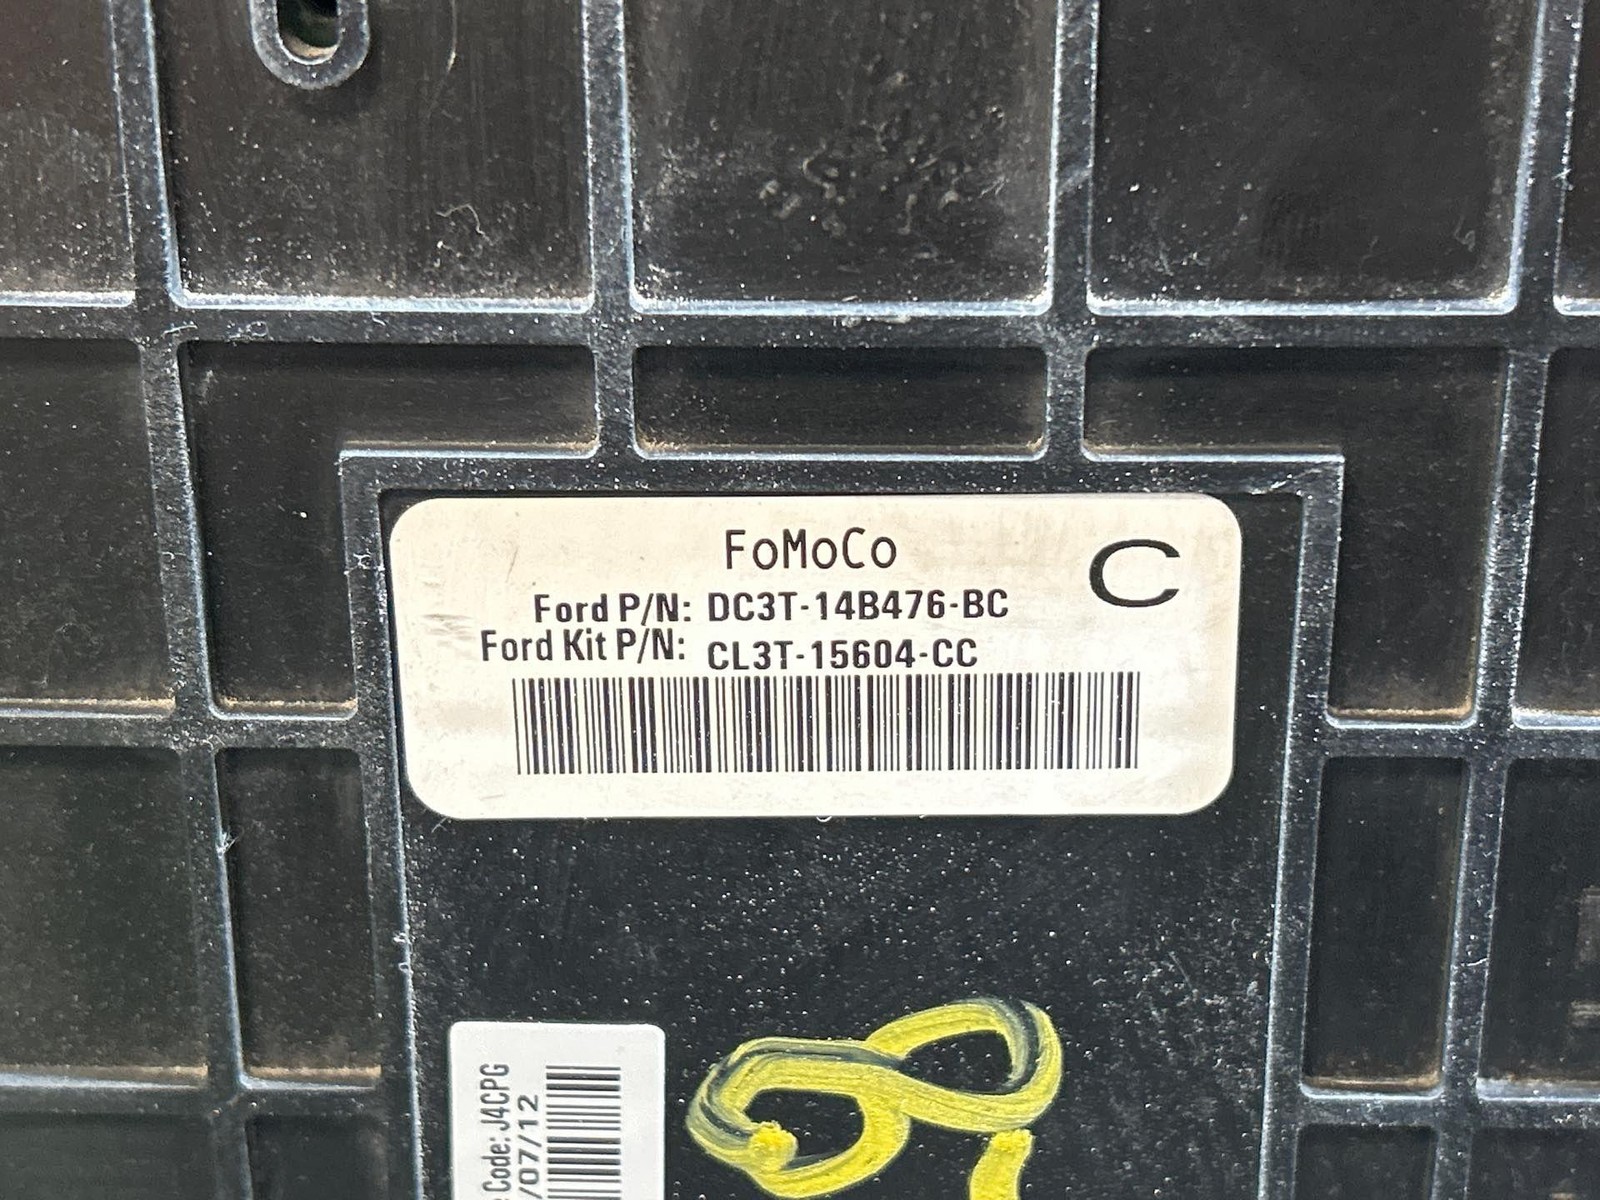 FoMoCo
C
Ford P/N: DC3T-14B476-BC
Ford Kit P/N: CL3T-15604-CC
Code: J4CPG
/07/12